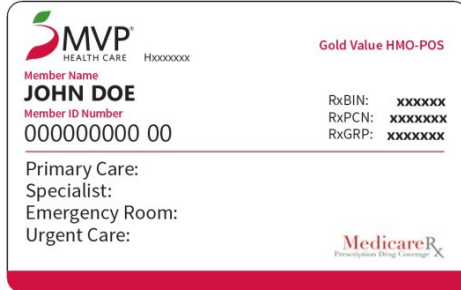 MVP®
HEALTH CARE
Hxxxxxxx
Gold Value HMO-POS
Member Name
JOHN DOE
Member ID Number
000000000 00
RxBIN: xxxxxx
RxPCN: xxxxxxx
RxGRP: xxxxxxx
Primary Care:
Specialist:
Emergency Room:
Urgent Care:
MedicareRx
Prescription Drug Coverage